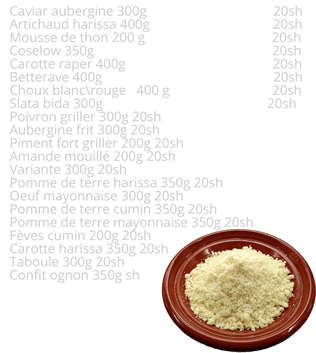 Caviar aubergine 300g 20sh
Artichaud harissa 400g 20sh
Mousse de thon 200 g 20sh
Coselow 350g 20sh
Carotte raper 400g 20sh
Betterave 400g 20sh
Choux blanc\rouge 400 g 20sh
Slata bida 300g 20sh
Poivron griller 300g 20sh
Aubergine frit 300g 20sh
Piment fort griller 200g 20sh
Amande mouillé 200g 20sh
Variante 300g 20sh
Pomme de terre harissa 350g 20sh
Oeuf mayonnaise 300g 20sh
Pomme de terre cumin 350g 20sh
Pomme de terre mayonnaise 350g 20sh
Fèves cumin 200g 20sh
Carotte harissa 350g 20sh
Taboule 300g 20sh
Confit ognon 350g sh